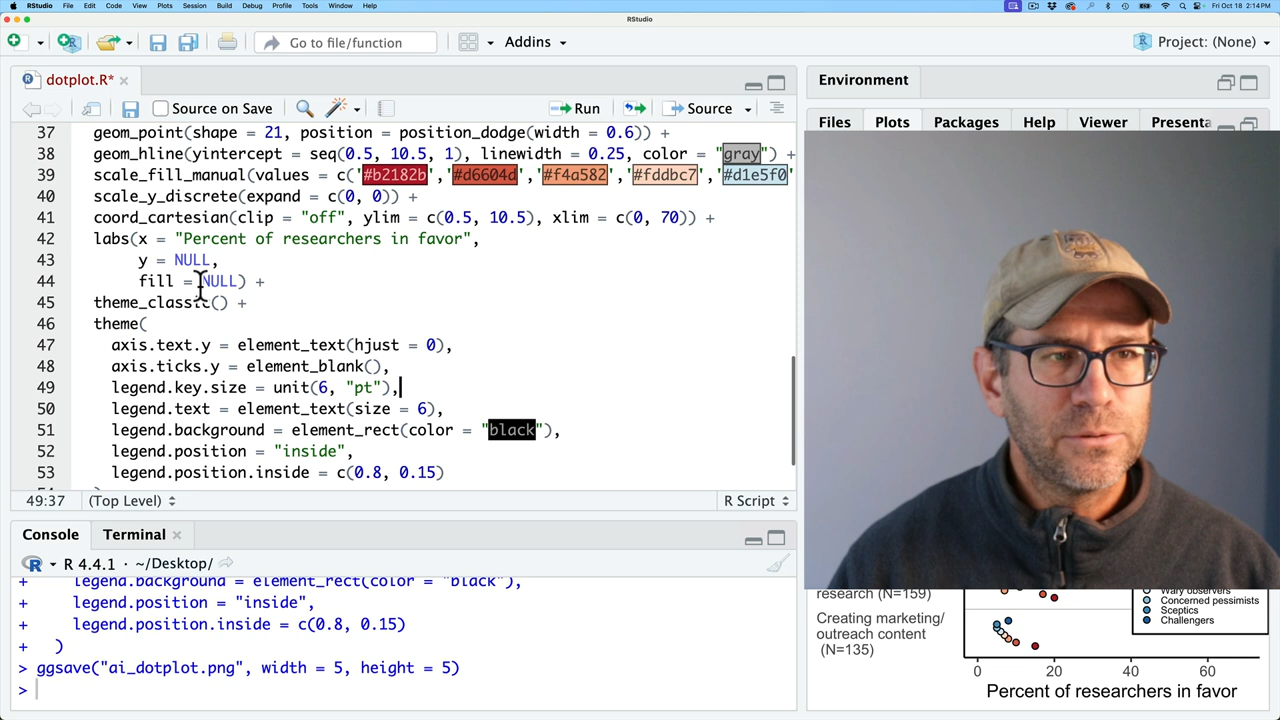 RStudio File Edit Code View Plots Session Build Debug Profile Tools Window Help Fri Oct 18 2:14 PM
RStudio
Go to file/function Addins Project: (None)
dotplot.R* Environment
Source on Save Run Source Files Plots Packages Help Viewer Presenta
37 geom_point(shape = 21, position = position_dodge(width = 0.6)) +
38 geom_hline(yintercept = seq(0.5, 10.5, 1), linewidth = 0.25, color = "gray") +
39 scale_fill_manual(values = c('#b2182b','#d6604d','#f4a582','#fddbc7','#d1e5f0'
40 scale_y_discrete(expand = c(0, 0)) +
41 coord_cartesian(clip = "off", ylim = c(0.5, 10.5), xlim = c(0, 70)) +
42 labs(x = "Percent of researchers in favor",
43 y = NULL,
44 fill = NULL) +
45 theme_classic() +
46 theme(
47 axis.text.y = element_text(hjust = 0),
48 axis.ticks.y = element_blank(),
49 legend.key.size = unit(6, "pt"),
50 legend.text = element_text(size = 6),
51 legend.background = element_rect(color = "black"),
52 legend.position = "inside",
53 legend.position.inside = c(0.8, 0.15)
49:37 (Top Level) R Script
Console Terminal
R 4.4.1 · ~/Desktop/
+ legend.background = element_rect(color = "black"),
+ legend.position = "inside",
+ legend.position.inside = c(0.8, 0.15)
+ )
> ggsave("ai_dotplot.png", width = 5, height = 5)
>
research (N=159)
Creating marketing/
outreach content
(N=135)
Wary observers
Concerned pessimists
Sceptics
Challengers
0 20 40 60
Percent of researchers in favor